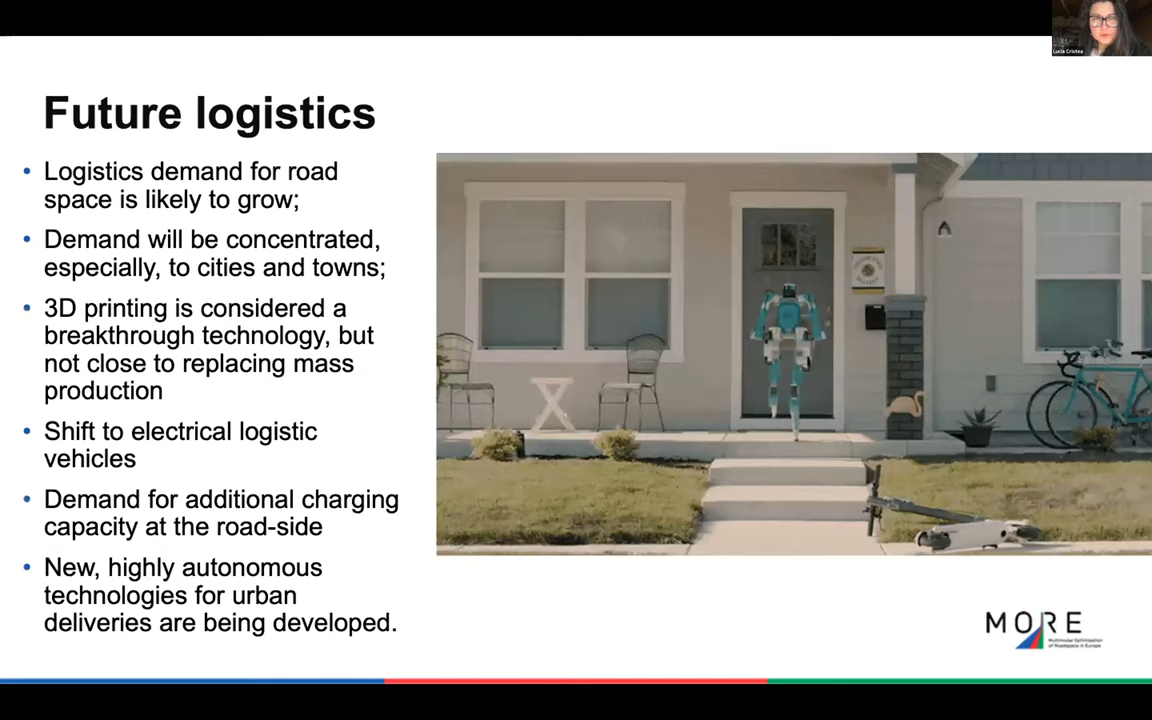 Lucia Cristea
Future logistics
• Logistics demand for road
space is likely to grow;
• Demand will be concentrated,
especially, to cities and towns;
• 3D printing is considered a
breakthrough technology, but
not close to replacing mass
production
• Shift to electrical logistic
vehicles
• Demand for additional charging
capacity at the road-side
• New, highly autonomous
technologies for urban
deliveries are being developed.
MORE
Multimodal Optimisation
of Roadspace in Europe